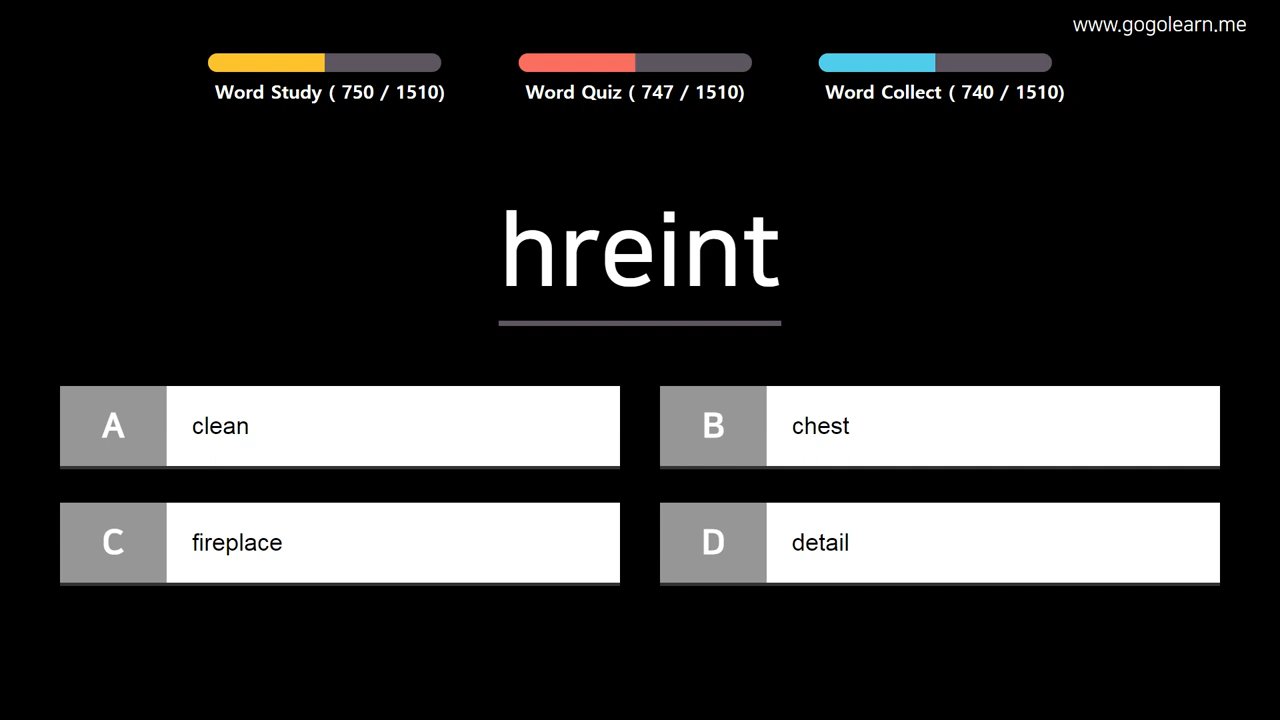 www.gogolearn.me
Word Study ( 750 / 1510)
Word Quiz ( 747 / 1510)
Word Collect ( 740 / 1510)
hreint
A clean
B chest
C fireplace
D detail